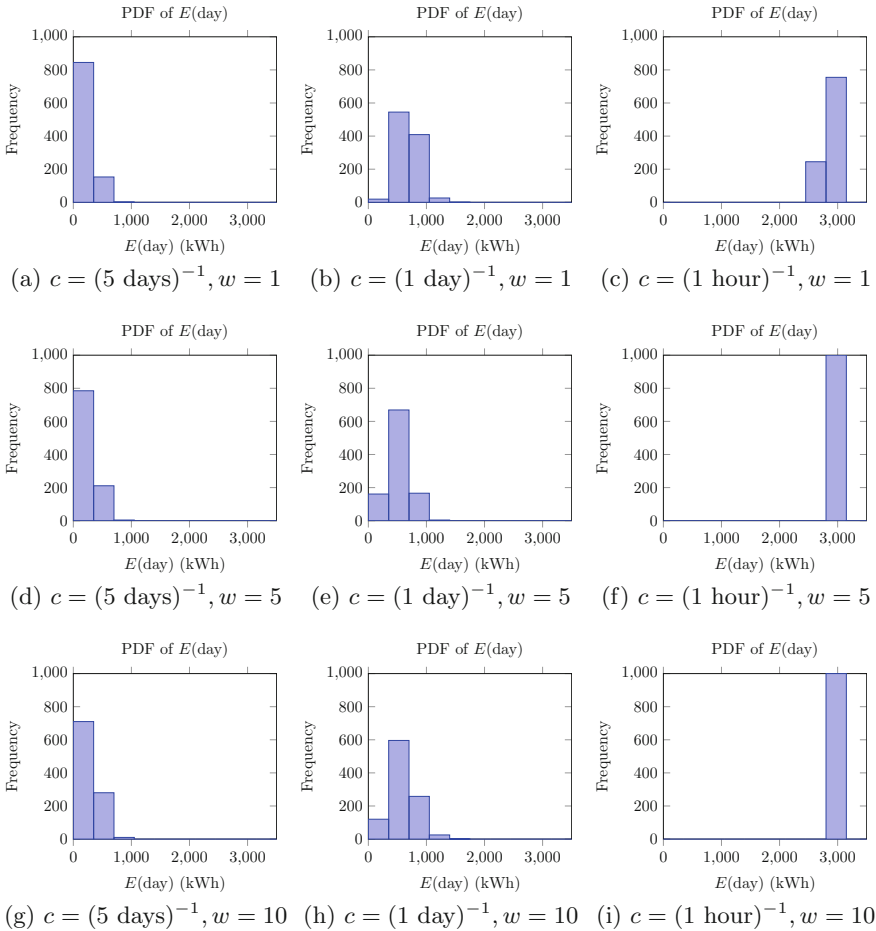 PDF of E(day) PDF of E(day) PDF of E(day)
1,000 1,000 1,000
800 800 800
600 600 600
400 400 400
200 200 200
0 0 0
Frequency Frequency Frequency
0 1,000 2,000 3,000 0 1,000 2,000 3,000 0 1,000 2,000 3,000
E(day) (kWh) E(day) (kWh) E(day) (kWh)
(a) c = (5 days)⁻¹, w = 1 (b) c = (1 day)⁻¹, w = 1 (c) c = (1 hour)⁻¹, w = 1
PDF of E(day) PDF of E(day) PDF of E(day)
1,000 1,000 1,000
800 800 800
600 600 600
400 400 400
200 200 200
0 0 0
Frequency Frequency Frequency
0 1,000 2,000 3,000 0 1,000 2,000 3,000 0 1,000 2,000 3,000
E(day) (kWh) E(day) (kWh) E(day) (kWh)
(d) c = (5 days)⁻¹, w = 5 (e) c = (1 day)⁻¹, w = 5 (f) c = (1 hour)⁻¹, w = 5
PDF of E(day) PDF of E(day) PDF of E(day)
1,000 1,000 1,000
800 800 800
600 600 600
400 400 400
200 200 200
0 0 0
Frequency Frequency Frequency
0 1,000 2,000 3,000 0 1,000 2,000 3,000 0 1,000 2,000 3,000
E(day) (kWh) E(day) (kWh) E(day) (kWh)
(g) c = (5 days)⁻¹, w = 10 (h) c = (1 day)⁻¹, w = 10 (i) c = (1 hour)⁻¹, w = 10